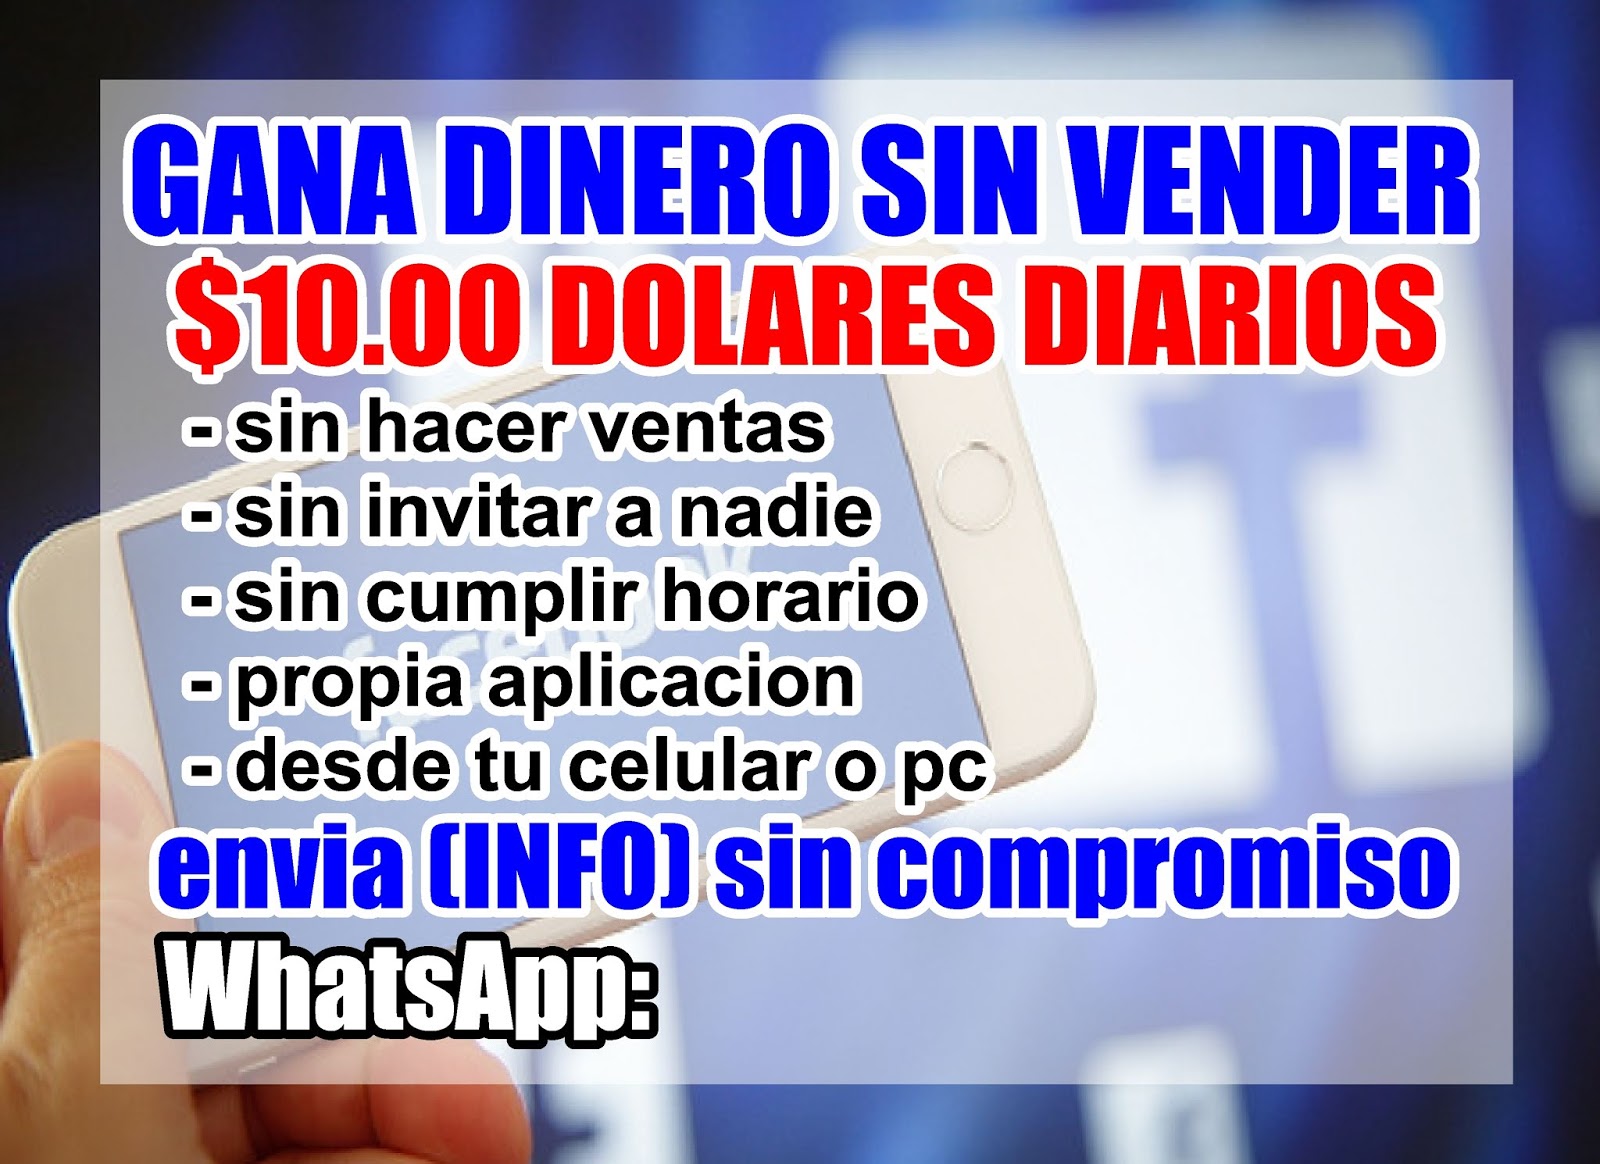 GANA DINERO SIN VENDER
$10.00 DOLARES DIARIOS
- sin hacer ventas
- sin invitar a nadie
- sin cumplir horario
- propia aplicacion
- desde tu celular o pc
envia (INFO) sin compromiso
WhatsApp: